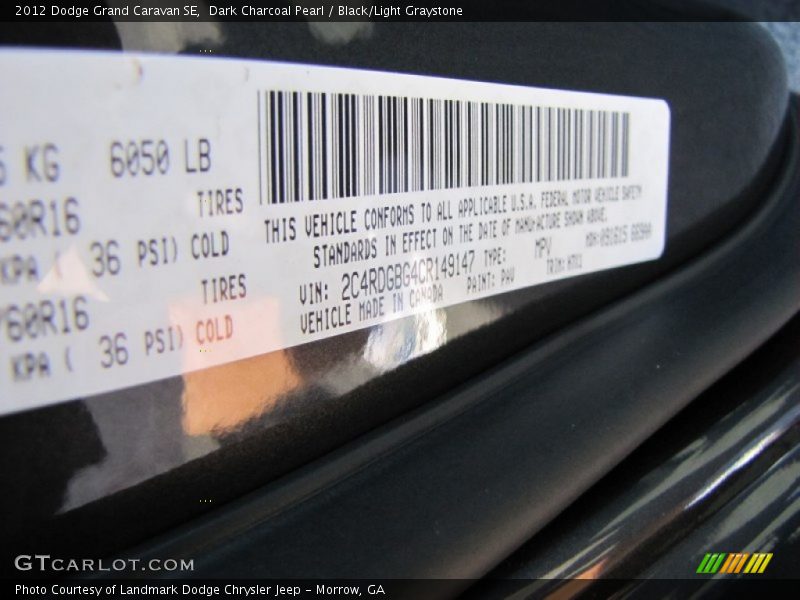 2012 Dodge Grand Caravan SE, Dark Charcoal Pearl / Black/Light Graystone
KG 6050 LB
60R16 TIRES
KPA ( 36 PSI) COLD
TIRES
60R16
KPA ( 36 PSI) COLD
THIS VEHICLE CONFORMS TO ALL APPLICABLE U.S.A. FEDERAL MOTOR VEHICLE SAFETY
STANDARDS IN EFFECT ON THE DATE OF MANUFACTURE SHOWN ABOVE.
VIN: 2C4RDGBG4CR149147 TYPE: MPV MDH:
VEHICLE MADE IN CANADA PAINT: PAV TRIM:
GTCARLOT.COM
Photo Courtesy of Landmark Dodge Chrysler Jeep - Morrow, GA